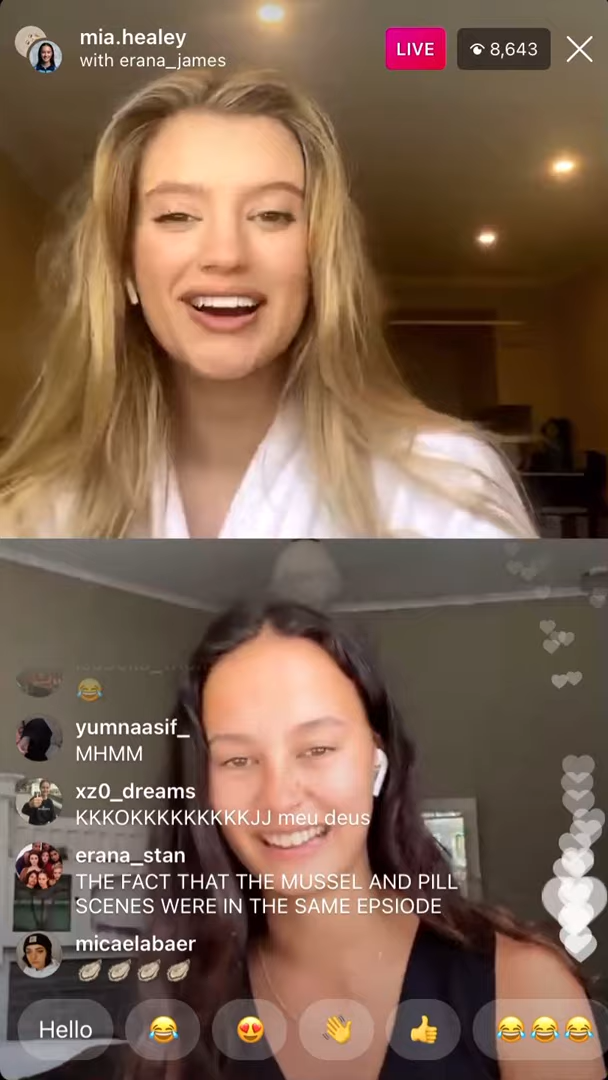 mia.healey
with erana_james
LIVE
8,643
😂
yumnaasif_
MHMM
xz0_dreams
KKKOKKKKKKKKKJJ meu deus
erana_stan
THE FACT THAT THE MUSSEL AND PILL
SCENES WERE IN THE SAME EPSIODE
micaelabaer
🦪🦪🦪🦪
Hello 😂 😍 👋 👍 😂😂😂